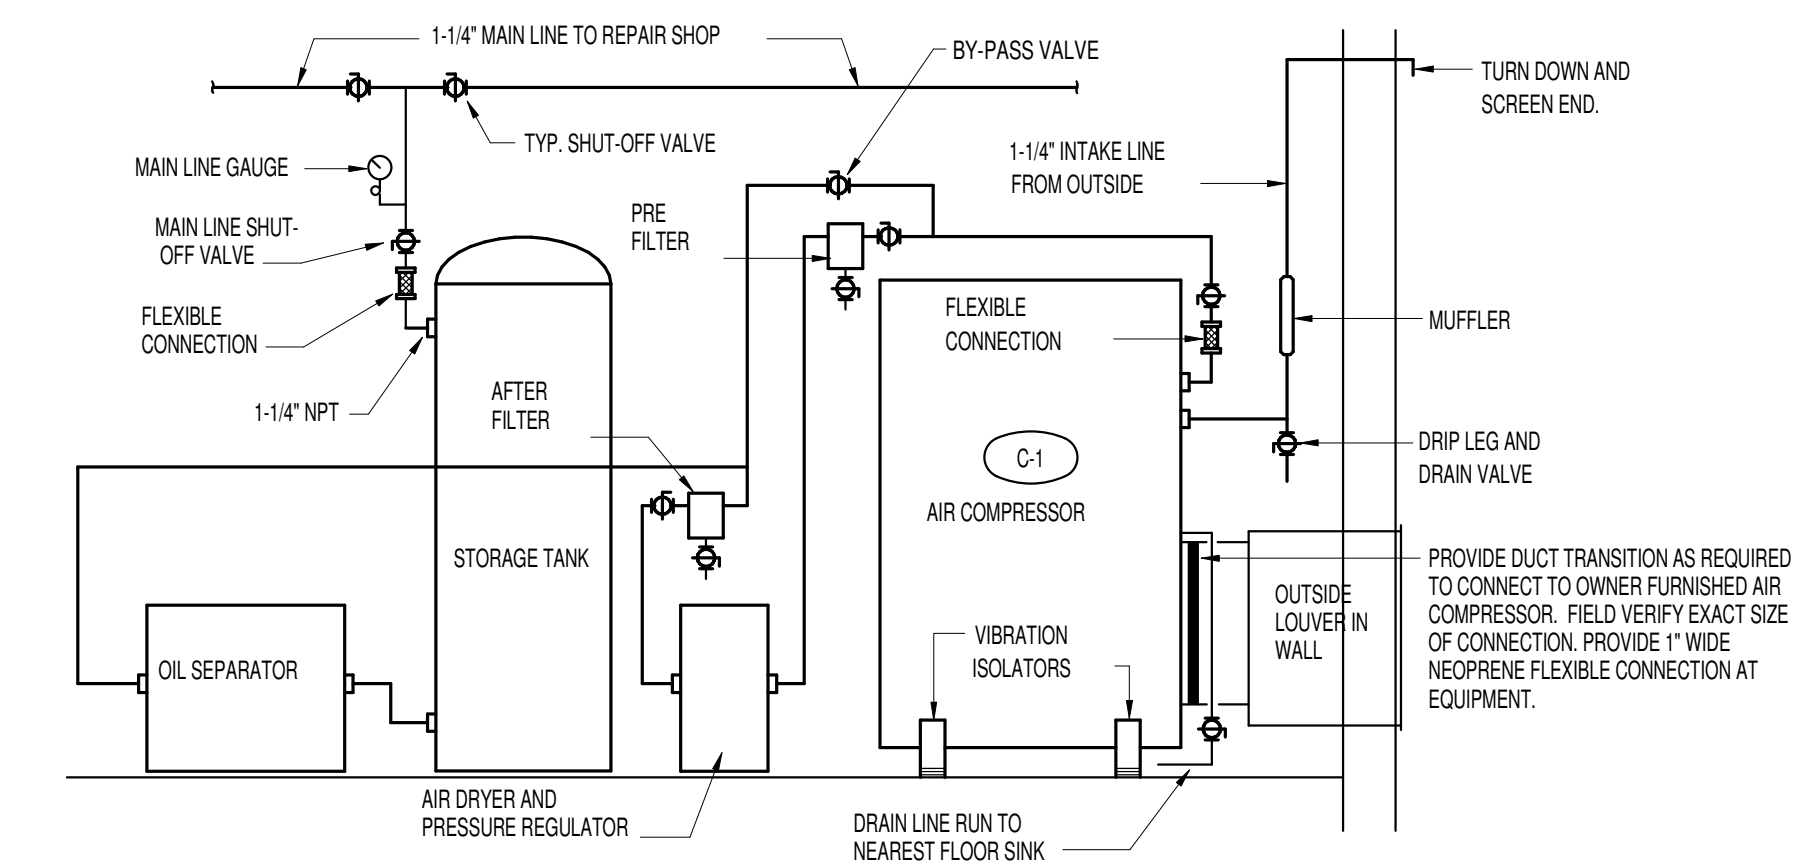 1-1/4" MAIN LINE TO REPAIR SHOP
BY-PASS VALVE
TURN DOWN AND
SCREEN END.
TYP. SHUT-OFF VALVE
MAIN LINE GAUGE
1-1/4" INTAKE LINE
FROM OUTSIDE
MAIN LINE SHUT-
OFF VALVE
PRE
FILTER
FLEXIBLE
CONNECTION
FLEXIBLE
CONNECTION
MUFFLER
1-1/4" NPT
AFTER
FILTER
C-1
AIR COMPRESSOR
DRIP LEG AND
DRAIN VALVE
STORAGE TANK
OIL SEPARATOR
VIBRATION
ISOLATORS
OUTSIDE
LOUVER IN
WALL
PROVIDE DUCT TRANSITION AS REQUIRED
TO CONNECT TO OWNER FURNISHED AIR
COMPRESSOR.  FIELD VERIFY EXACT SIZE
OF CONNECTION. PROVIDE 1" WIDE
NEOPRENE FLEXIBLE CONNECTION AT
EQUIPMENT.
AIR DRYER AND
PRESSURE REGULATOR
DRAIN LINE RUN TO
NEAREST FLOOR SINK